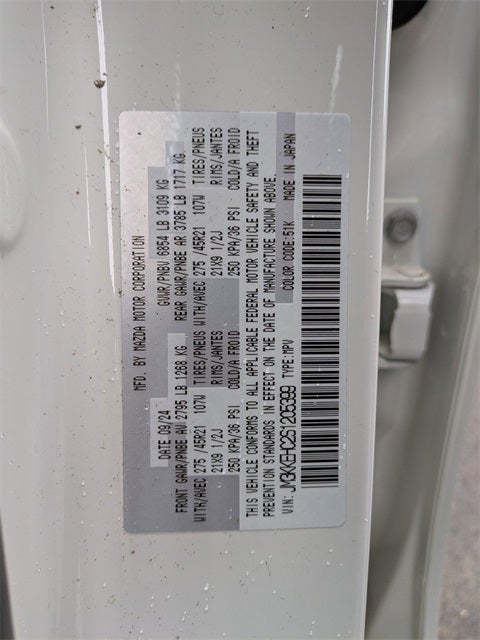 MFD. BY MAZDA MOTOR CORPORATION
DATE 09/24 GVWR/PNBV 6854 LB 3109 KG
FRONT GAWR/PNBE AV 2795 LB 1268 KG REAR GAWR/PNBE AR 3785 LB 1717 KG
WITH/AVEC 275 /45R21 107W TIRES/PNEUS WITH/AVEC 275 /45R21 107W TIRES/PNEUS
21X9 1/2J RIMS/JANTES 21X9 1/2J RIMS/JANTES
250 KPA/36 PSI COLD/A FROID 250 KPA/36 PSI COLD/A FROID
THIS VEHICLE CONFORMS TO ALL APPLICABLE FEDERAL MOTOR VEHICLE SAFETY AND THEFT
PREVENTION STANDARDS IN EFFECT ON THE DATE OF MANUFACTURE SHOWN ABOVE.
VIN: JM3KKEHC2S1205399 TYPE:MPV COLOR CODE:51K MADE IN JAPAN